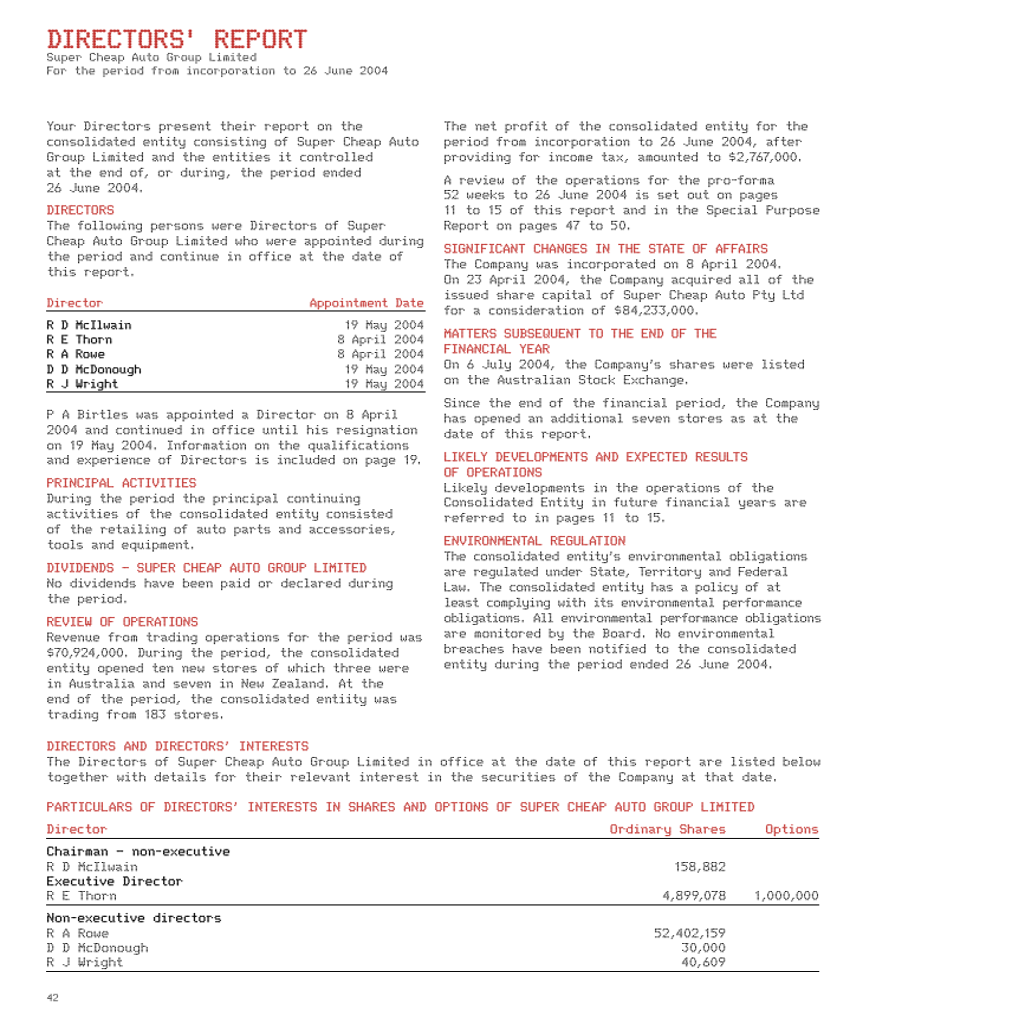 DIRECTORS' REPORT
Super Cheap Auto Group Limited
For the period from incorporation to 26 June 2004
Your Directors present their report on the
consolidated entity consisting of Super Cheap Auto
Group Limited and the entities it controlled
at the end of, or during, the period ended
26 June 2004.
DIRECTORS
The following persons were Directors of Super
Cheap Auto Group Limited who were appointed during
the period and continue in office at the date of
this report.
Director Appointment Date
R D McIlwain 19 May 2004
R E Thorn 8 April 2004
R A Rowe 8 April 2004
D D McDonough 19 May 2004
R J Wright 19 May 2004
P A Birtles was appointed a Director on 8 April
2004 and continued in office until his resignation
on 19 May 2004. Information on the qualifications
and experience of Directors is included on page 19.
PRINCIPAL ACTIVITIES
During the period the principal continuing
activities of the consolidated entity consisted
of the retailing of auto parts and accessories,
tools and equipment.
DIVIDENDS – SUPER CHEAP AUTO GROUP LIMITED
No dividends have been paid or declared during
the period.
REVIEW OF OPERATIONS
Revenue from trading operations for the period was
$70,924,000. During the period, the consolidated
entity opened ten new stores of which three were
in Australia and seven in New Zealand. At the
end of the period, the consolidated entiity was
trading from 183 stores.
The net profit of the consolidated entity for the
period from incorporation to 26 June 2004, after
providing for income tax, amounted to $2,767,000.
A review of the operations for the pro-forma
52 weeks to 26 June 2004 is set out on pages
11 to 15 of this report and in the Special Purpose
Report on pages 47 to 50.
SIGNIFICANT CHANGES IN THE STATE OF AFFAIRS
The Company was incorporated on 8 April 2004.
On 23 April 2004, the Company acquired all of the
issued share capital of Super Cheap Auto Pty Ltd
for a consideration of $84,233,000.
MATTERS SUBSEQUENT TO THE END OF THE
FINANCIAL YEAR
On 6 July 2004, the Company's shares were listed
on the Australian Stock Exchange.
Since the end of the financial period, the Company
has opened an additional seven stores as at the
date of this report.
LIKELY DEVELOPMENTS AND EXPECTED RESULTS
OF OPERATIONS
Likely developments in the operations of the
Consolidated Entity in future financial years are
referred to in pages 11 to 15.
ENVIRONMENTAL REGULATION
The consolidated entity's environmental obligations
are regulated under State, Territory and Federal
Law. The consolidated entity has a policy of at
least complying with its environmental performance
obligations. All environmental performance obligations
are monitored by the Board. No environmental
breaches have been notified to the consolidated
entity during the period ended 26 June 2004.
DIRECTORS AND DIRECTORS' INTERESTS
The Directors of Super Cheap Auto Group Limited in office at the date of this report are listed below
together with details for their relevant interest in the securities of the Company at that date.
PARTICULARS OF DIRECTORS' INTERESTS IN SHARES AND OPTIONS OF SUPER CHEAP AUTO GROUP LIMITED
Director Ordinary Shares Options
Chairman – non-executive
R D McIlwain 158,882
Executive Director
R E Thorn 4,899,078 1,000,000
Non-executive directors
R A Rowe 52,402,159
D D McDonough 30,000
R J Wright 40,609
42